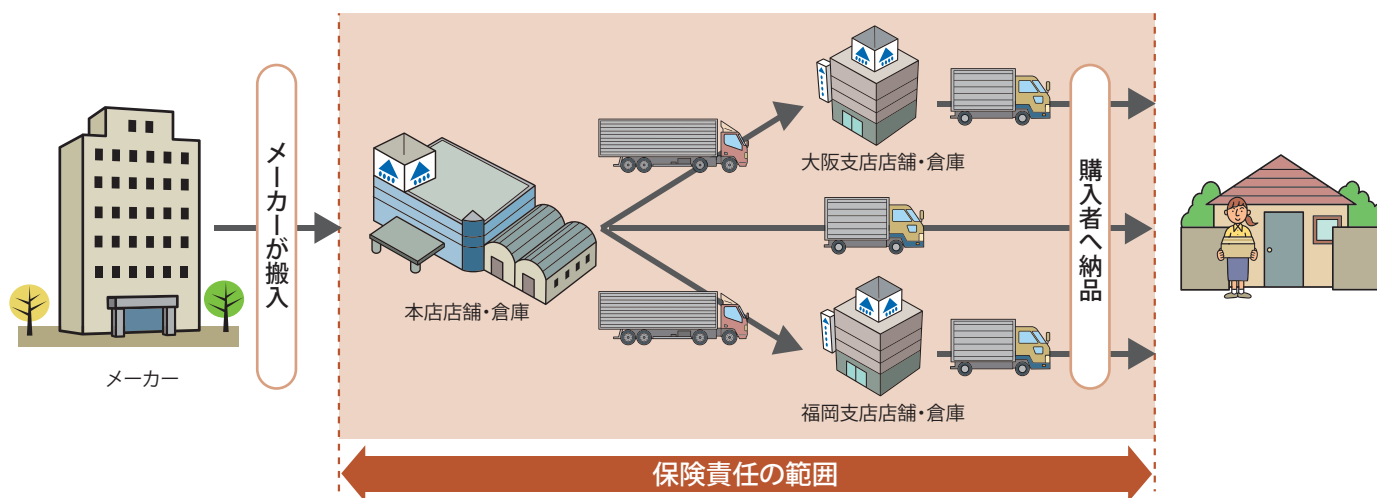 メーカー
メーカーが搬入
本店店舗・倉庫
大阪支店店舗・倉庫
福岡支店店舗・倉庫
購入者へ納品
保険責任の範囲